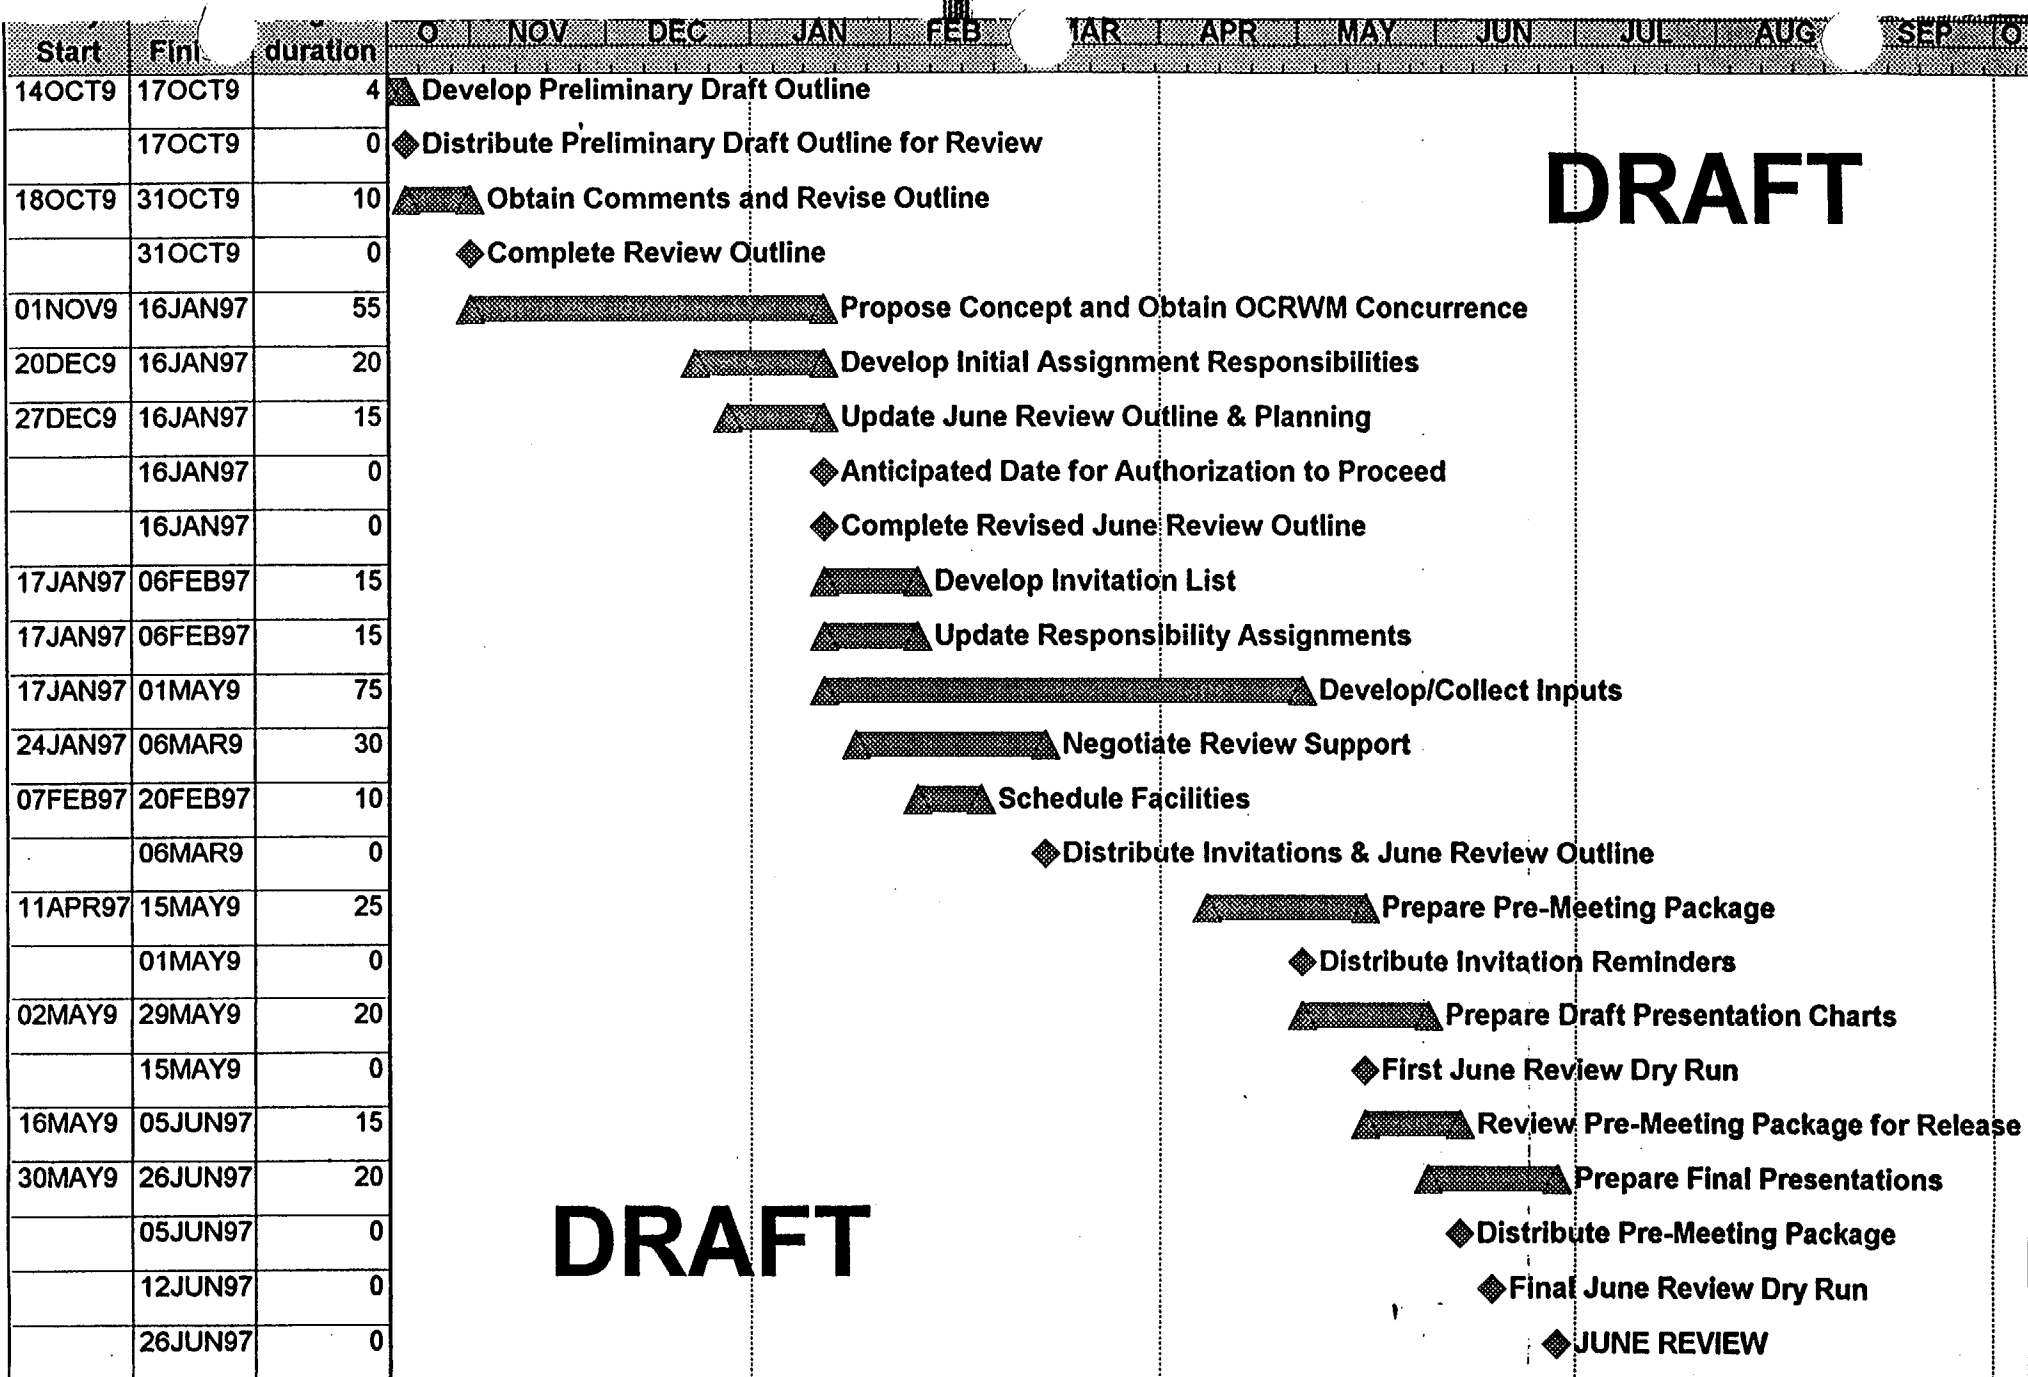 O NOV DEC JAN FEB MAR APR MAY JUN JUL AUG SEP O
Start Fini duration
14OCT9 17OCT9 4 Develop Preliminary Draft Outline
17OCT9 0 Distribute Preliminary Draft Outline for Review
DRAFT
18OCT9 31OCT9 10 Obtain Comments and Revise Outline
31OCT9 0 Complete Review Outline
01NOV9 16JAN97 55 Propose Concept and Obtain OCRWM Concurrence
20DEC9 16JAN97 20 Develop Initial Assignment Responsibilities
27DEC9 16JAN97 15 Update June Review Outline & Planning
16JAN97 0 Anticipated Date for Authorization to Proceed
16JAN97 0 Complete Revised June Review Outline
17JAN97 06FEB97 15 Develop Invitation List
17JAN97 06FEB97 15 Update Responsibility Assignments
17JAN97 01MAY9 75 Develop/Collect Inputs
24JAN97 06MAR9 30 Negotiate Review Support
07FEB97 20FEB97 10 Schedule Facilities
06MAR9 0 Distribute Invitations & June Review Outline
11APR97 15MAY9 25 Prepare Pre-Meeting Package
01MAY9 0 Distribute Invitation Reminders
02MAY9 29MAY9 20 Prepare Draft Presentation Charts
15MAY9 0 First June Review Dry Run
16MAY9 05JUN97 15 Review Pre-Meeting Package for Release
30MAY9 26JUN97 20 Prepare Final Presentations
DRAFT
05JUN97 0 Distribute Pre-Meeting Package
12JUN97 0 Final June Review Dry Run
26JUN97 0 JUNE REVIEW